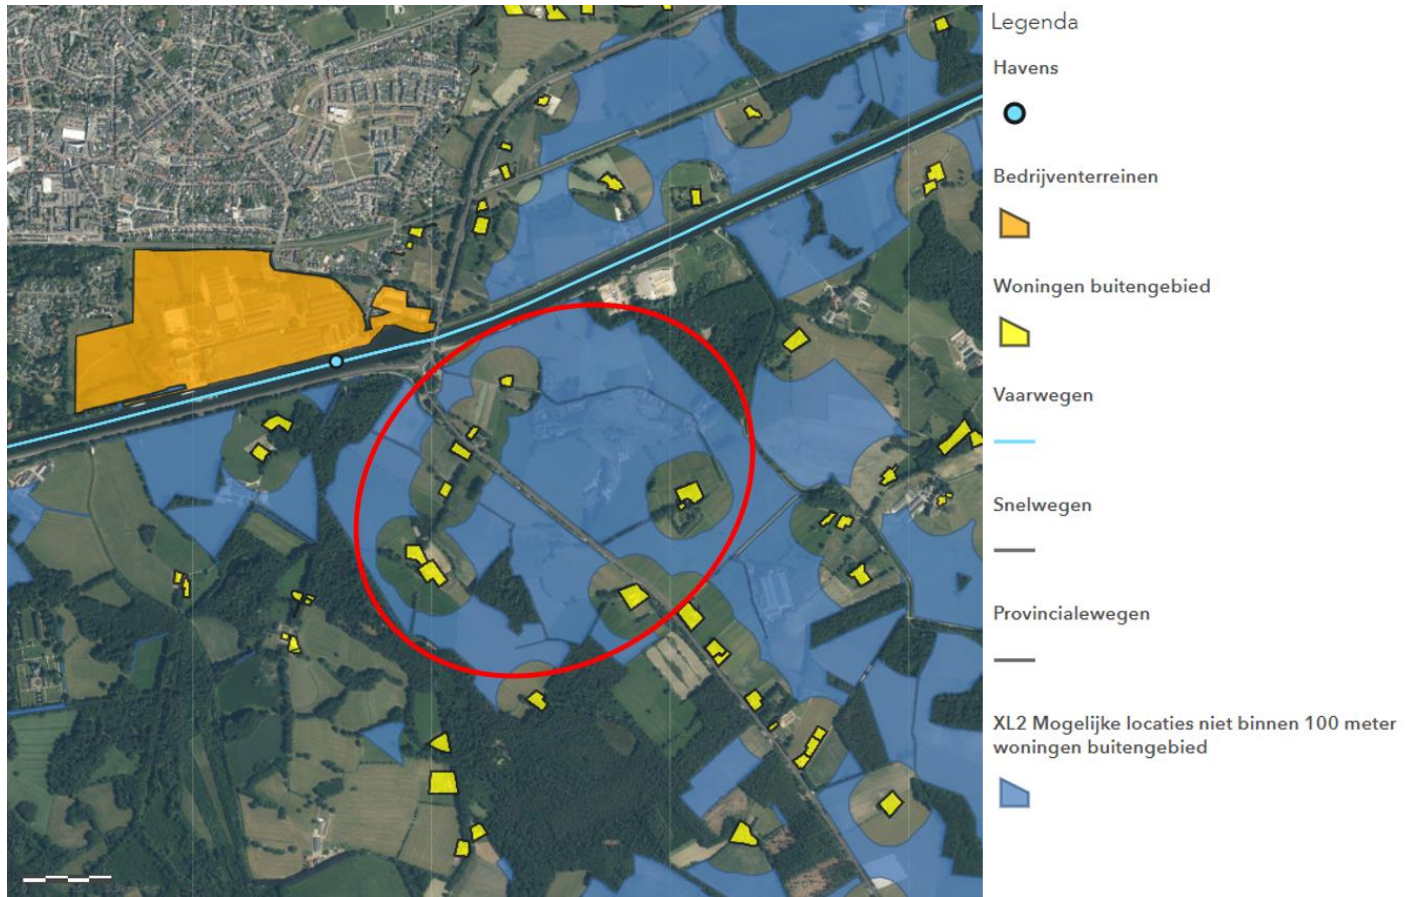 Legenda
Havens
Bedrijventerreinen
Woningen buitengebied
Vaarwegen
Snelwegen
Provincialewegen
XL2 Mogelijke locaties niet binnen 100 meter
woningen buitengebied